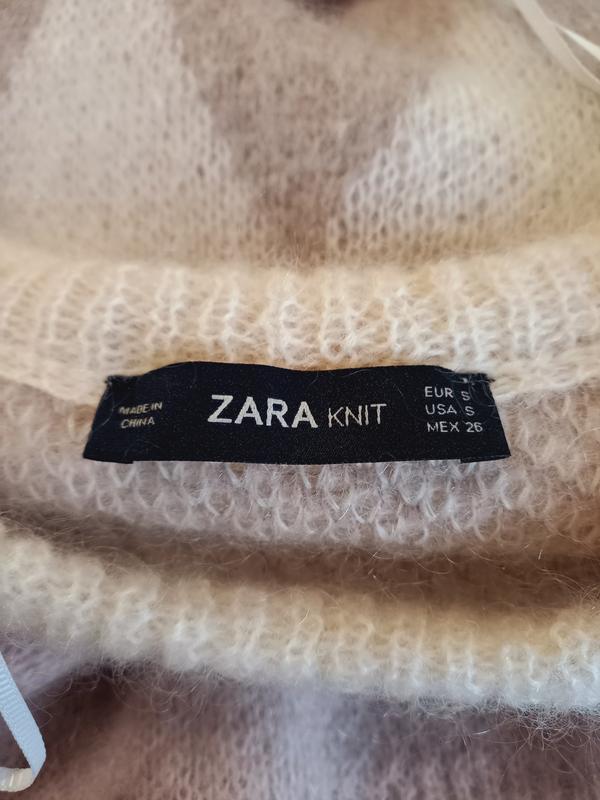 MADE IN
CHINA
ZARA KNIT
EUR S
USA S
MEX 26